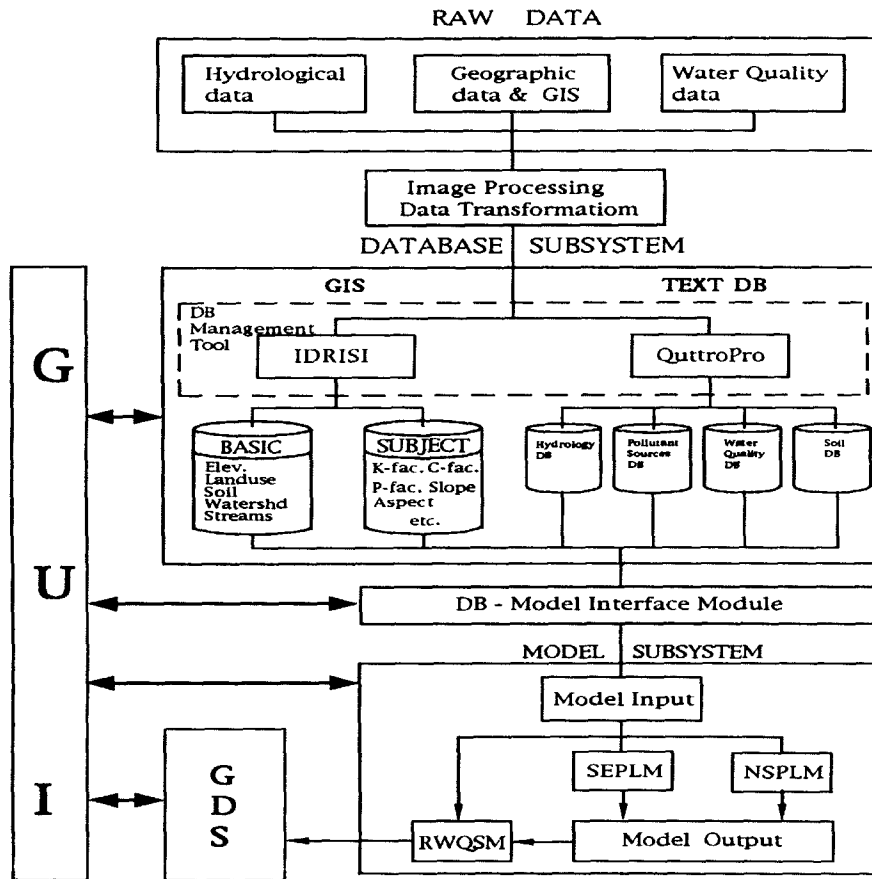 RAW DATA
Hydrological
data
Geographic
data & GIS
Water Quality
data
Image Processing
Data Transformatiom
DATABASE SUBSYSTEM
GIS
TEXT DB
DB
Management
Tool
IDRISI
QuttroPro
BASIC
Elev.
Landuse
Soil
Watershd
Streams
SUBJECT
K-fac. C-fac.
P-fac. Slope
Aspect
etc.
Hydrology
DB
Pollutant
Sources
DB
Water
Quality
DB
Soil
DB
DB - Model Interface Module
MODEL SUBSYSTEM
Model Input
SEPLM
NSPLM
RWQSM
Model Output
G
D
S
G
U
I